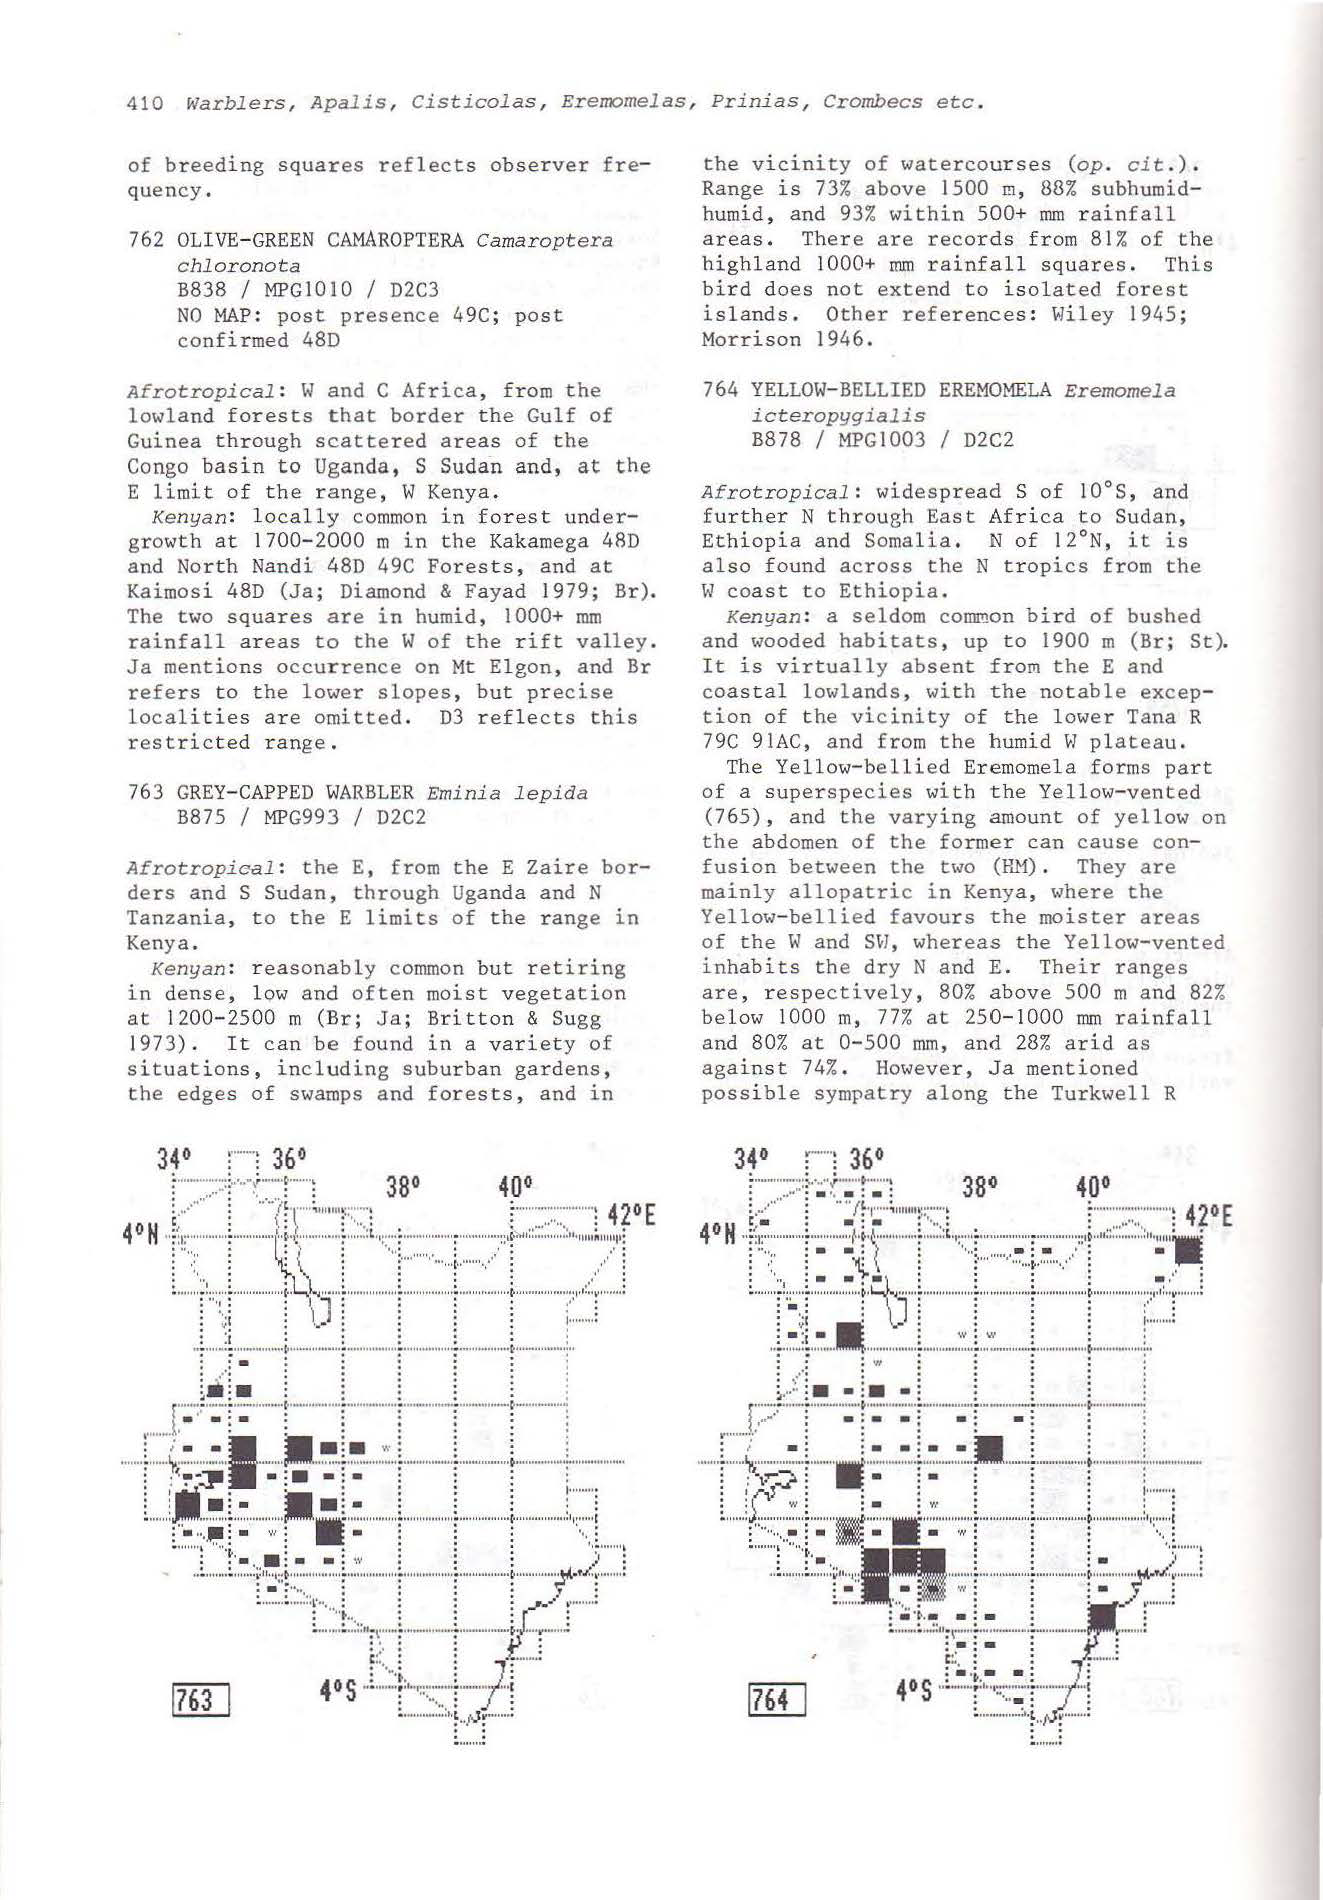 410 Warblers, Apalis, Cisticolas, Eremomelas, Prinias, Crombecs etc.
of breeding squares reflects observer fre-
quency.
762 OLIVE-GREEN CAMAROPTERA Camaroptera
chloronota
B838 / MPG1010 / D2C3
NO MAP: post presence 49C; post
confirmed 48D
Afrotropical: W and C Africa, from the
lowland forests that border the Gulf of
Guinea through scattered areas of the
Congo basin to Uganda, S Sudan and, at the
E limit of the range, W Kenya.
Kenyan: locally common in forest under-
growth at 1700-2000 m in the Kakamega 48D
and North Nandi 48D 49C Forests, and at
Kaimosi 48D (Ja; Diamond & Fayad 1979; Br).
The two squares are in humid, 1000+ mm
rainfall areas to the W of the rift valley.
Ja mentions occurrence on Mt Elgon, and Br
refers to the lower slopes, but precise
localities are omitted. D3 reflects this
restricted range.
763 GREY-CAPPED WARBLER Eminia lepida
B875 / MPG993 / D2C2
Afrotropical: the E, from the E Zaire bor-
ders and S Sudan, through Uganda and N
Tanzania, to the E limits of the range in
Kenya.
Kenyan: reasonably common but retiring
in dense, low and often moist vegetation
at 1200-2500 m (Br; Ja; Britton & Sugg
1973). It can be found in a variety of
situations, including suburban gardens,
the edges of swamps and forests, and in
the vicinity of watercourses (op. cit.).
Range is 73% above 1500 m, 88% subhumid-
humid, and 93% within 500+ mm rainfall
areas. There are records from 81% of the
highland 1000+ mm rainfall squares. This
bird does not extend to isolated forest
islands. Other references: Wiley 1945;
Morrison 1946.
764 YELLOW-BELLIED EREMOMELA Eremomela
icteropygialis
B878 / MPG1003 / D2C2
Afrotropical: widespread S of 10°S, and
further N through East Africa to Sudan,
Ethiopia and Somalia. N of 12°N, it is
also found across the N tropics from the
W coast to Ethiopia.
Kenyan: a seldom common bird of bushed
and wooded habitats, up to 1900 m (Br; St).
It is virtually absent from the E and
coastal lowlands, with the notable excep-
tion of the vicinity of the lower Tana R
79C 91AC, and from the humid W plateau.
The Yellow-bellied Eremomela forms part
of a superspecies with the Yellow-vented
(765), and the varying amount of yellow on
the abdomen of the former can cause con-
fusion between the two (HM). They are
mainly allopatric in Kenya, where the
Yellow-bellied favours the moister areas
of the W and SW, whereas the Yellow-vented
inhabits the dry N and E. Their ranges
are, respectively, 80% above 500 m and 82%
below 1000 m, 77% at 250-1000 mm rainfall
and 80% at 0-500 mm, and 28% arid as
against 74%. However, Ja mentioned
possible sympatry along the Turkwell R
34° 36°
38° 40°
4°N 42°E
4°S
763
34° 36°
38° 40°
4°N 42°E
4°S
764